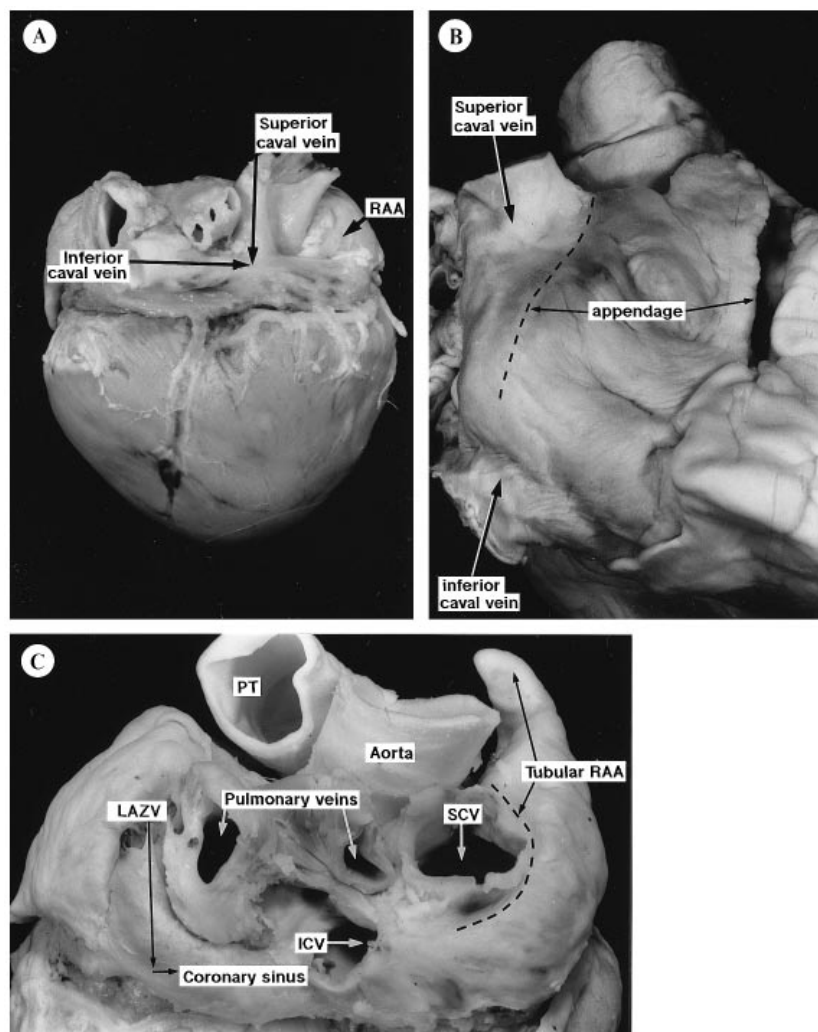 A
Superior
caval vein
RAA
Inferior
caval vein
B
Superior
caval vein
appendage
inferior
caval vein
C
PT
Aorta
Tubular RAA
LAZV
Pulmonary veins
SCV
ICV
Coronary sinus